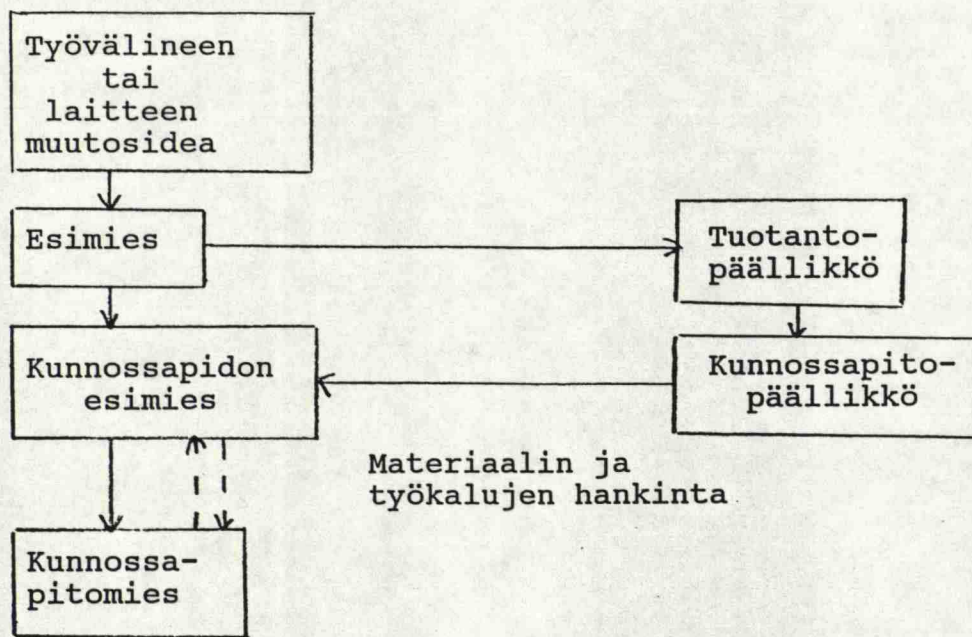 Työvälineen
tai
laitteen
muutosidea
Esimies
Tuotanto-
päällikkö
Kunnossapidon
esimies
Kunnossapito-
päällikkö
Materiaalin ja
työkalujen hankinta
Kunnossa-
pitomies